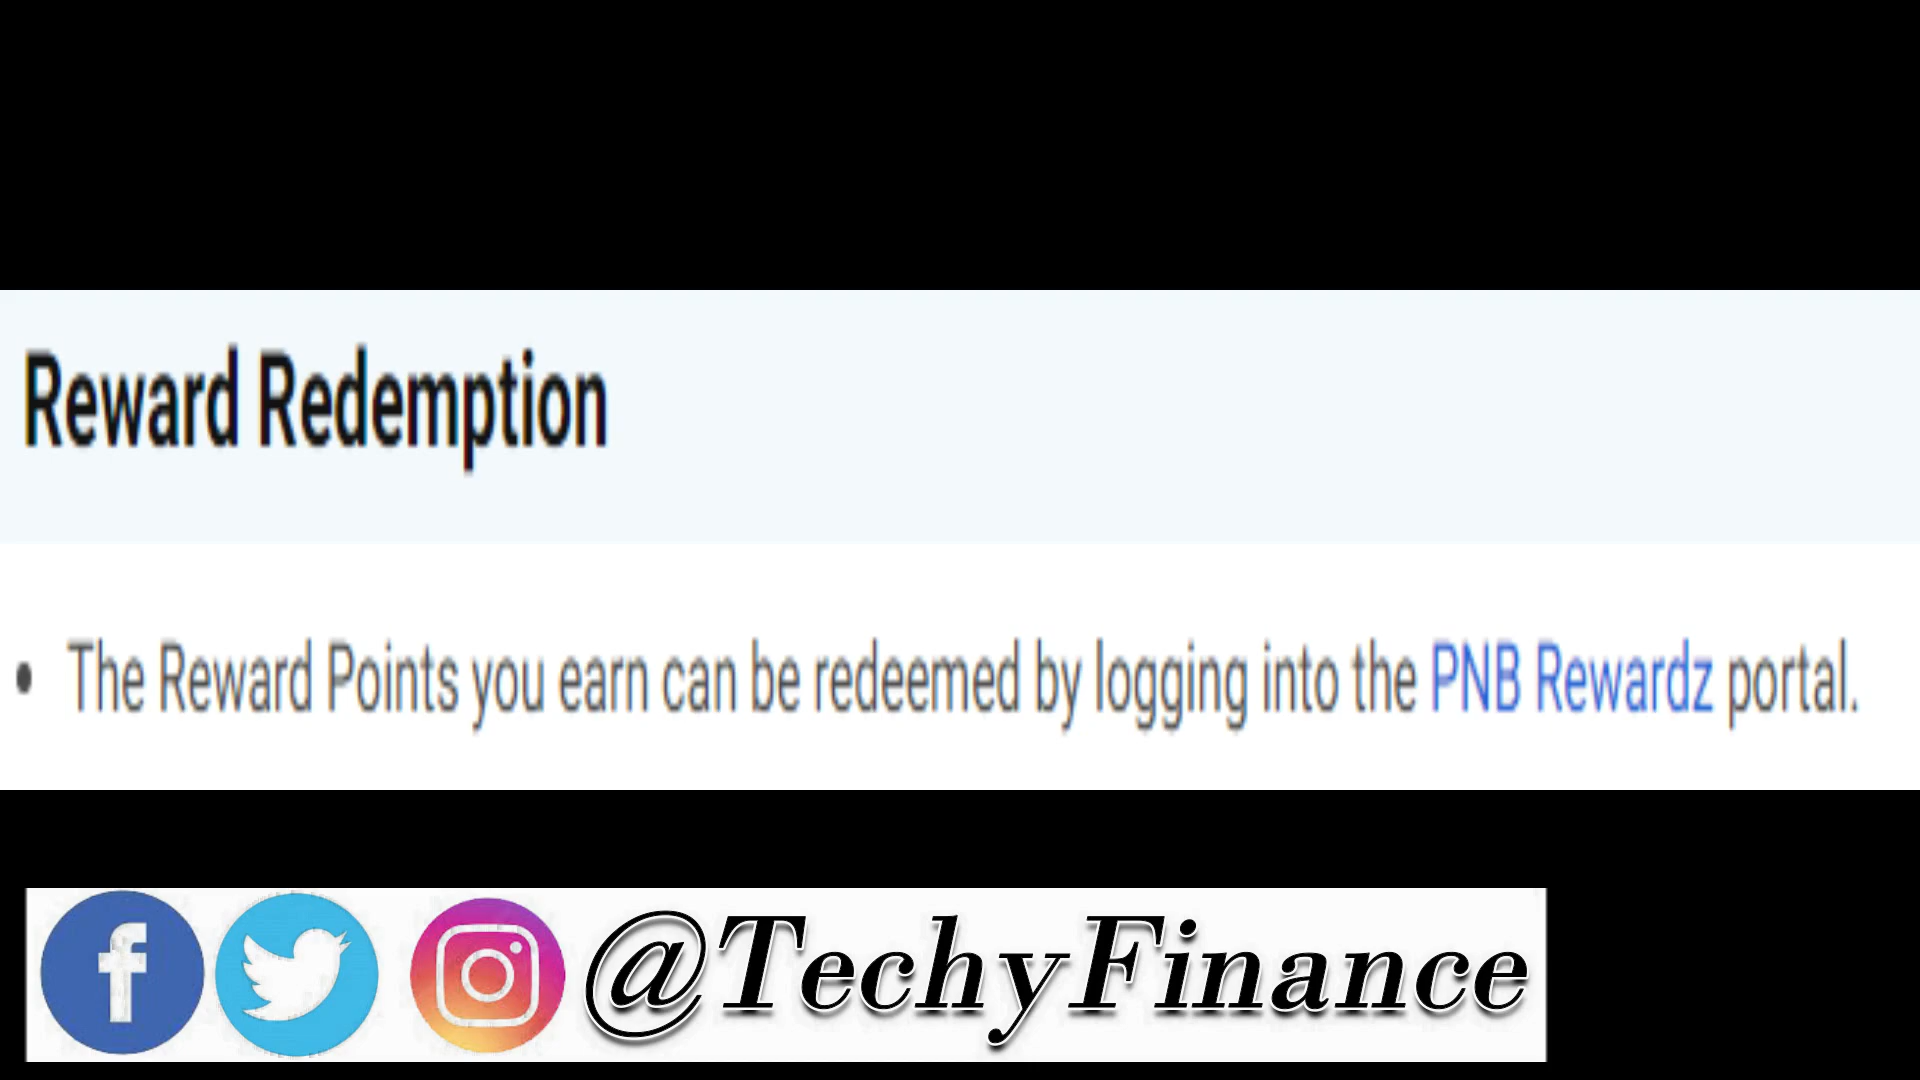 Reward Redemption
• The Reward Points you earn can be redeemed by logging into the PNB Rewardz portal.
@TechyFinance